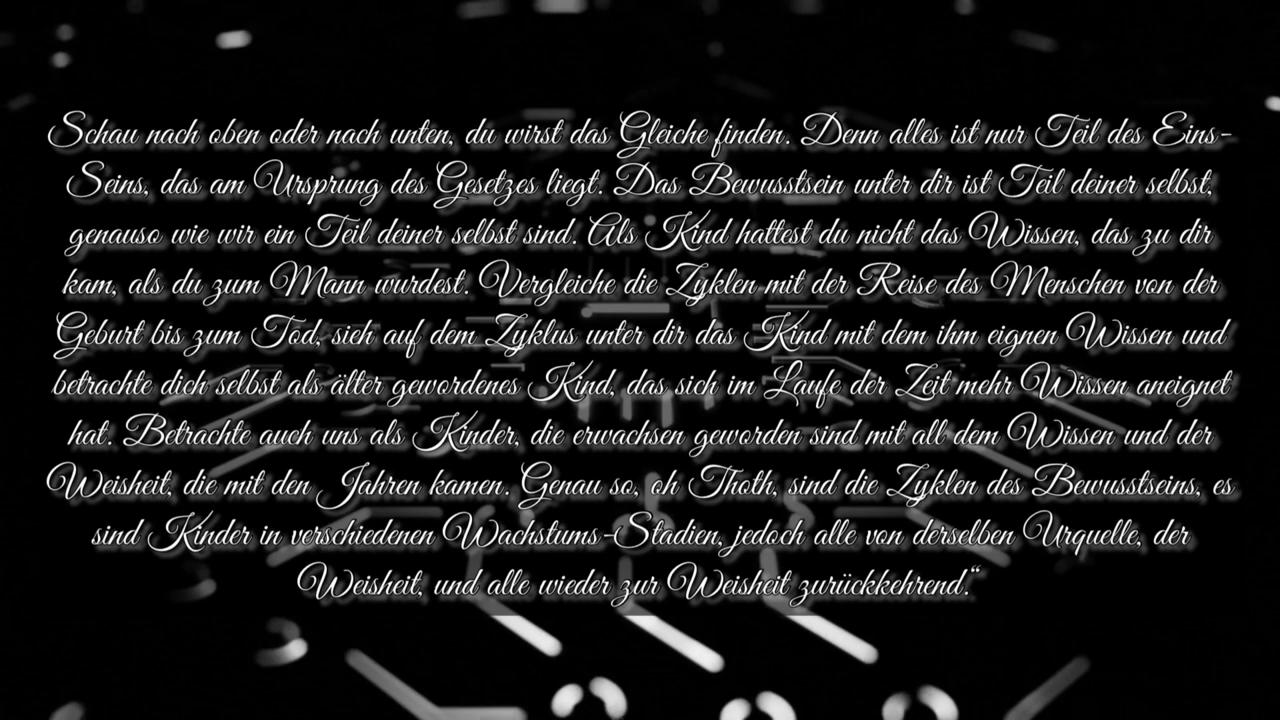 Schau nach oben oder nach unten, du wirst das Gleiche finden. Denn alles ist nur Teil des Eins-
Seins, das am Ursprung des Gesetzes liegt. Das Bewusstsein unter dir ist Teil deiner selbst,
genauso wie wir ein Teil deiner selbst sind. Als Kind hattest du nicht das Wissen, das zu dir
kam, als du zum Mann wurdest. Vergleiche die Zyklen mit der Reise des Menschen von der
Geburt bis zum Tod, sieh auf dem Zyklus unter dir das Kind mit dem ihm eignen Wissen und
betrachte dich selbst als älter gewordenes Kind, das sich im Laufe der Zeit mehr Wissen aneignet
hat. Betrachte auch uns als Kinder, die erwachsen geworden sind mit all dem Wissen und der
Weisheit, die mit den Jahren kamen. Genau so, oh Thoth, sind die Zyklen des Bewusstseins, es
sind Kinder in verschiedenen Wachstums-Stadien, jedoch alle von derselben Urquelle, der
Weisheit, und alle wieder zur Weisheit zurückkehrend.“